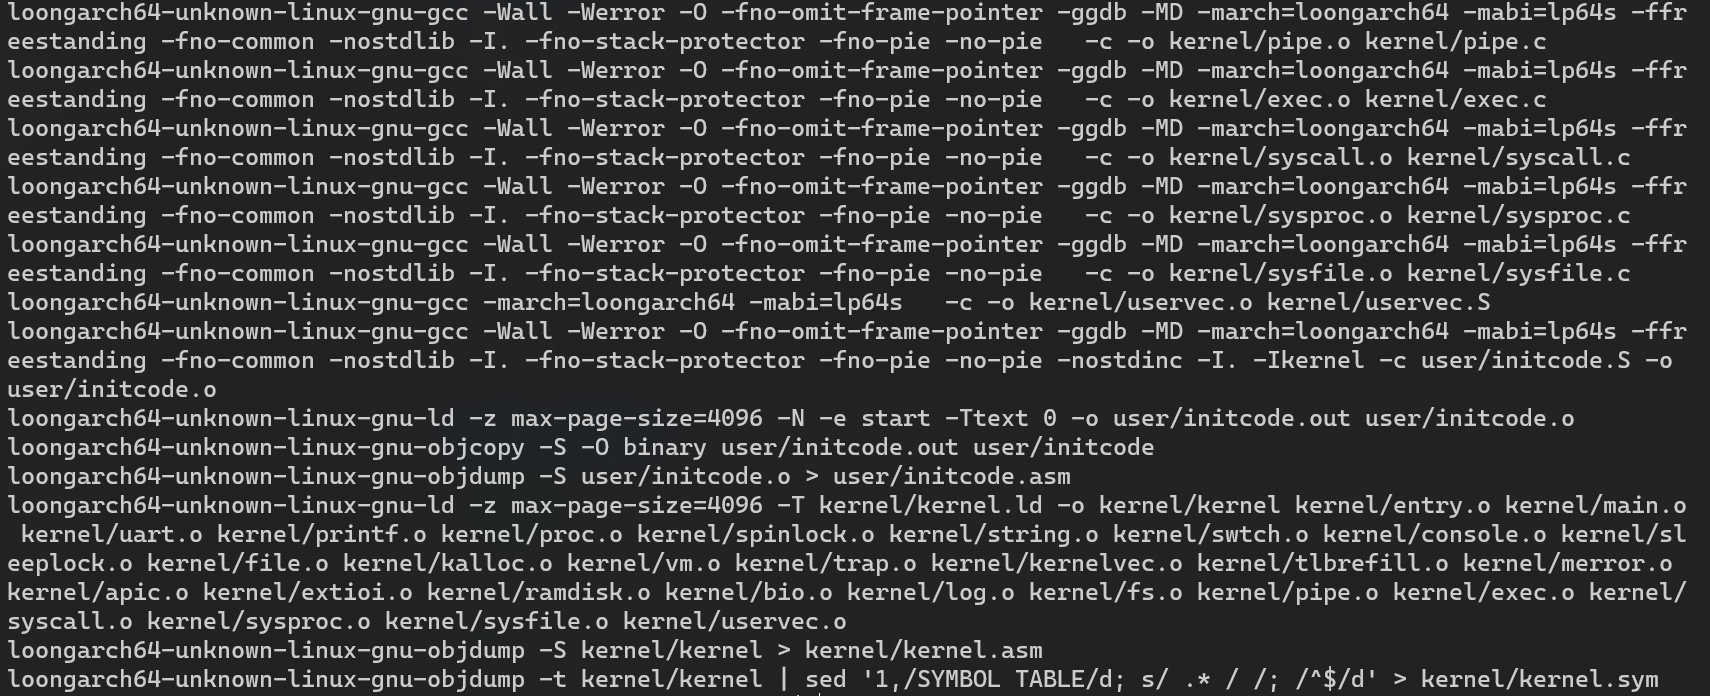 loongarch64-unknown-linux-gnu-gcc -Wall -Werror -O -fno-omit-frame-pointer -ggdb -MD -march=loongarch64 -mabi=lp64s -ffr
eestanding -fno-common -nostdlib -I. -fno-stack-protector -fno-pie -no-pie   -c -o kernel/pipe.o kernel/pipe.c
loongarch64-unknown-linux-gnu-gcc -Wall -Werror -O -fno-omit-frame-pointer -ggdb -MD -march=loongarch64 -mabi=lp64s -ffr
eestanding -fno-common -nostdlib -I. -fno-stack-protector -fno-pie -no-pie   -c -o kernel/exec.o kernel/exec.c
loongarch64-unknown-linux-gnu-gcc -Wall -Werror -O -fno-omit-frame-pointer -ggdb -MD -march=loongarch64 -mabi=lp64s -ffr
eestanding -fno-common -nostdlib -I. -fno-stack-protector -fno-pie -no-pie   -c -o kernel/syscall.o kernel/syscall.c
loongarch64-unknown-linux-gnu-gcc -Wall -Werror -O -fno-omit-frame-pointer -ggdb -MD -march=loongarch64 -mabi=lp64s -ffr
eestanding -fno-common -nostdlib -I. -fno-stack-protector -fno-pie -no-pie   -c -o kernel/sysproc.o kernel/sysproc.c
loongarch64-unknown-linux-gnu-gcc -Wall -Werror -O -fno-omit-frame-pointer -ggdb -MD -march=loongarch64 -mabi=lp64s -ffr
eestanding -fno-common -nostdlib -I. -fno-stack-protector -fno-pie -no-pie   -c -o kernel/sysfile.o kernel/sysfile.c
loongarch64-unknown-linux-gnu-gcc -march=loongarch64 -mabi=lp64s   -c -o kernel/uservec.o kernel/uservec.S
loongarch64-unknown-linux-gnu-gcc -Wall -Werror -O -fno-omit-frame-pointer -ggdb -MD -march=loongarch64 -mabi=lp64s -ffr
eestanding -fno-common -nostdlib -I. -fno-stack-protector -fno-pie -no-pie -nostdinc -I. -Ikernel -c user/initcode.S -o
user/initcode.o
loongarch64-unknown-linux-gnu-ld -z max-page-size=4096 -N -e start -Ttext 0 -o user/initcode.out user/initcode.o
loongarch64-unknown-linux-gnu-objcopy -S -O binary user/initcode.out user/initcode
loongarch64-unknown-linux-gnu-objdump -S user/initcode.o > user/initcode.asm
loongarch64-unknown-linux-gnu-ld -z max-page-size=4096 -T kernel/kernel.ld -o kernel/kernel kernel/entry.o kernel/main.o
 kernel/uart.o kernel/printf.o kernel/proc.o kernel/spinlock.o kernel/string.o kernel/swtch.o kernel/console.o kernel/sl
eeplock.o kernel/file.o kernel/kalloc.o kernel/vm.o kernel/trap.o kernel/kernelvec.o kernel/tlbrefill.o kernel/merror.o
kernel/apic.o kernel/extioi.o kernel/ramdisk.o kernel/bio.o kernel/log.o kernel/fs.o kernel/pipe.o kernel/exec.o kernel/
syscall.o kernel/sysproc.o kernel/sysfile.o kernel/uservec.o
loongarch64-unknown-linux-gnu-objdump -S kernel/kernel > kernel/kernel.asm
loongarch64-unknown-linux-gnu-objdump -t kernel/kernel | sed '1,/SYMBOL TABLE/d; s/ .* / /; /^$/d' > kernel/kernel.sym